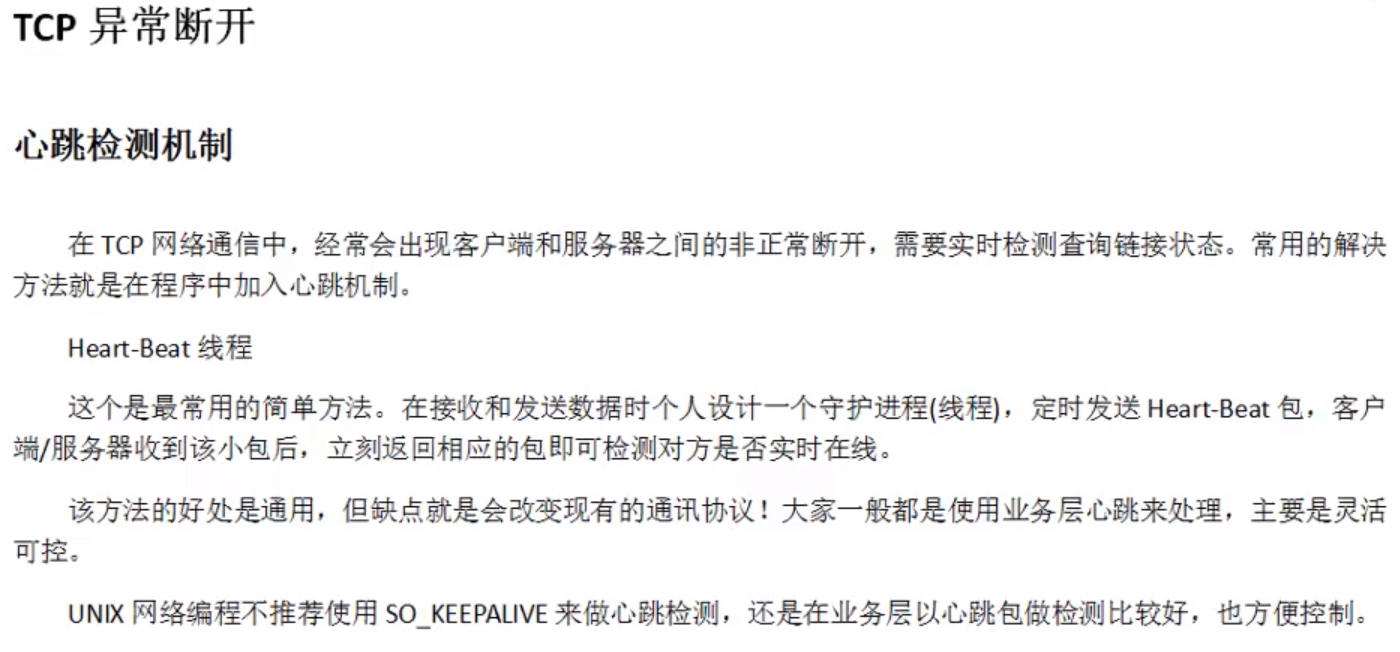 TCP 异常断开
心跳检测机制
在 TCP 网络通信中，经常会出现客户端和服务器之间的非正常断开，需要实时检测查询链接状态。常用的解决
方法就是在程序中加入心跳机制。
Heart-Beat 线程
这个是最常用的简单方法。在接收和发送数据时个人设计一个守护进程(线程)，定时发送 Heart-Beat 包，客户
端/服务器收到该小包后，立刻返回相应的包即可检测对方是否实时在线。
该方法的好处是通用，但缺点就是会改变现有的通讯协议！大家一般都是使用业务层心跳来处理，主要是灵活
可控。
UNIX 网络编程不推荐使用 SO_KEEPALIVE 来做心跳检测，还是在业务层以心跳包做检测比较好，也方便控制。